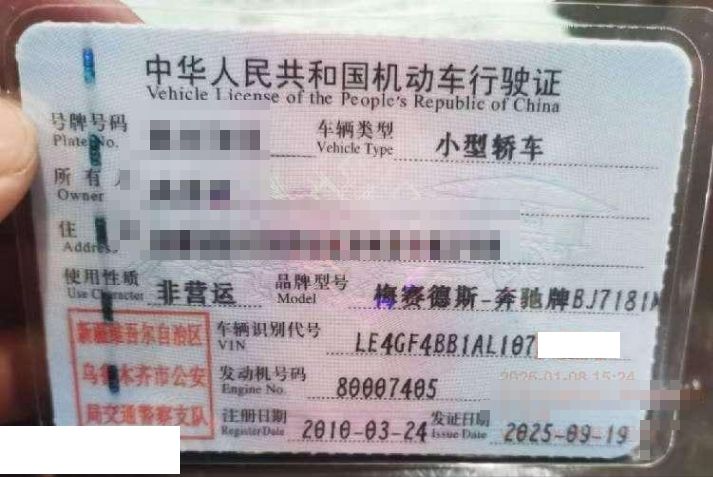 中华人民共和国机动车行驶证
Vehicle License of the People's Republic of China
号牌号码
Plate No.
车辆类型 小型轿车
Vehicle Type
所有人
Owner
住
Address
使用性质 非营运
Use Character
品牌型号 梅赛德斯-奔驰牌BJ7181
Model
新疆维吾尔自治区
乌鲁木齐市公安
局交通警察支队
车辆识别代号 LE4GF4BB1AL107
VIN
发动机号码 80007405
Engine No.
2026-01-08 15:24
注册日期 2010-03-24
Register Date
发证日期 2025-09-19
Issue Date